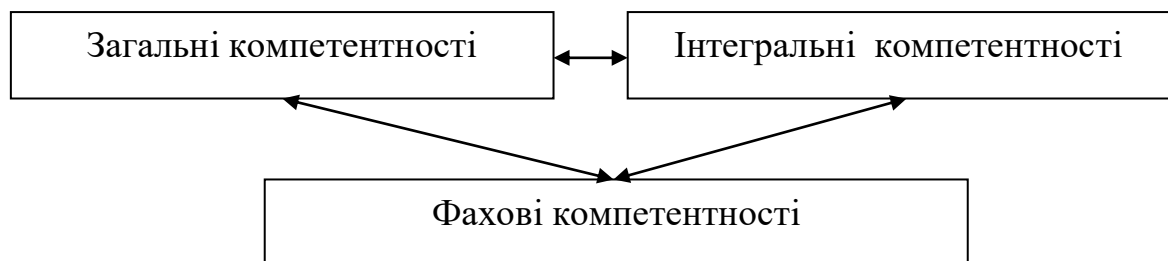 Загальні компетентності
Інтегральні компетентності
Фахові компетентності